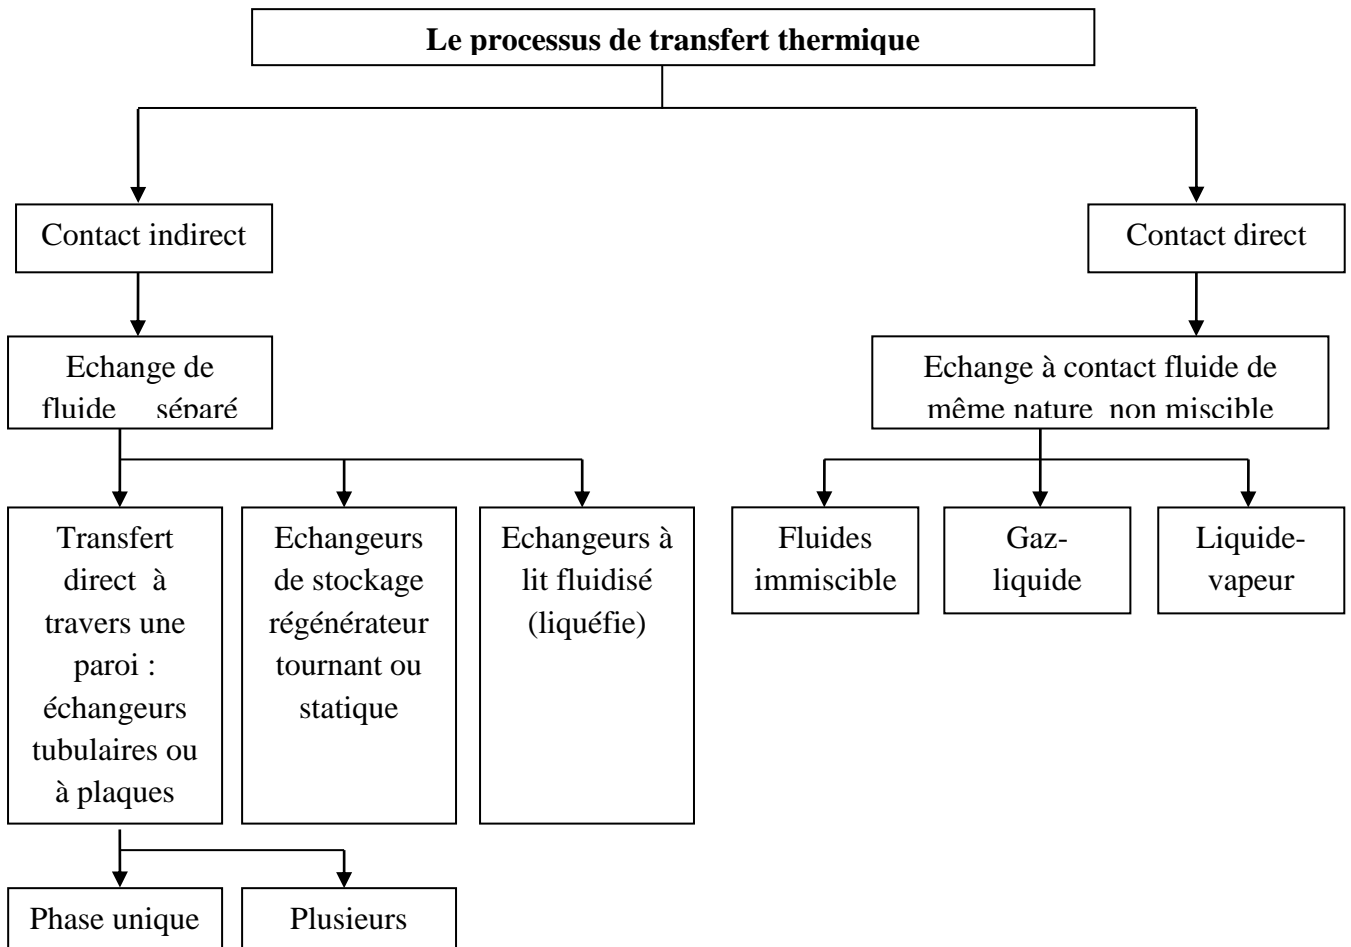 Le processus de transfert thermique
Contact indirect
Contact direct
Echange de
fluide séparé
Echange à contact fluide de
même nature non miscible
Transfert
direct à
travers une
paroi :
échangeurs
tubulaires ou
à plaques
Echangeurs
de stockage
régénérateur
tournant ou
statique
Echangeurs à
lit fluidisé
(liquéfie)
Fluides
immiscible
Gaz-
liquide
Liquide-
vapeur
Phase unique
Plusieurs